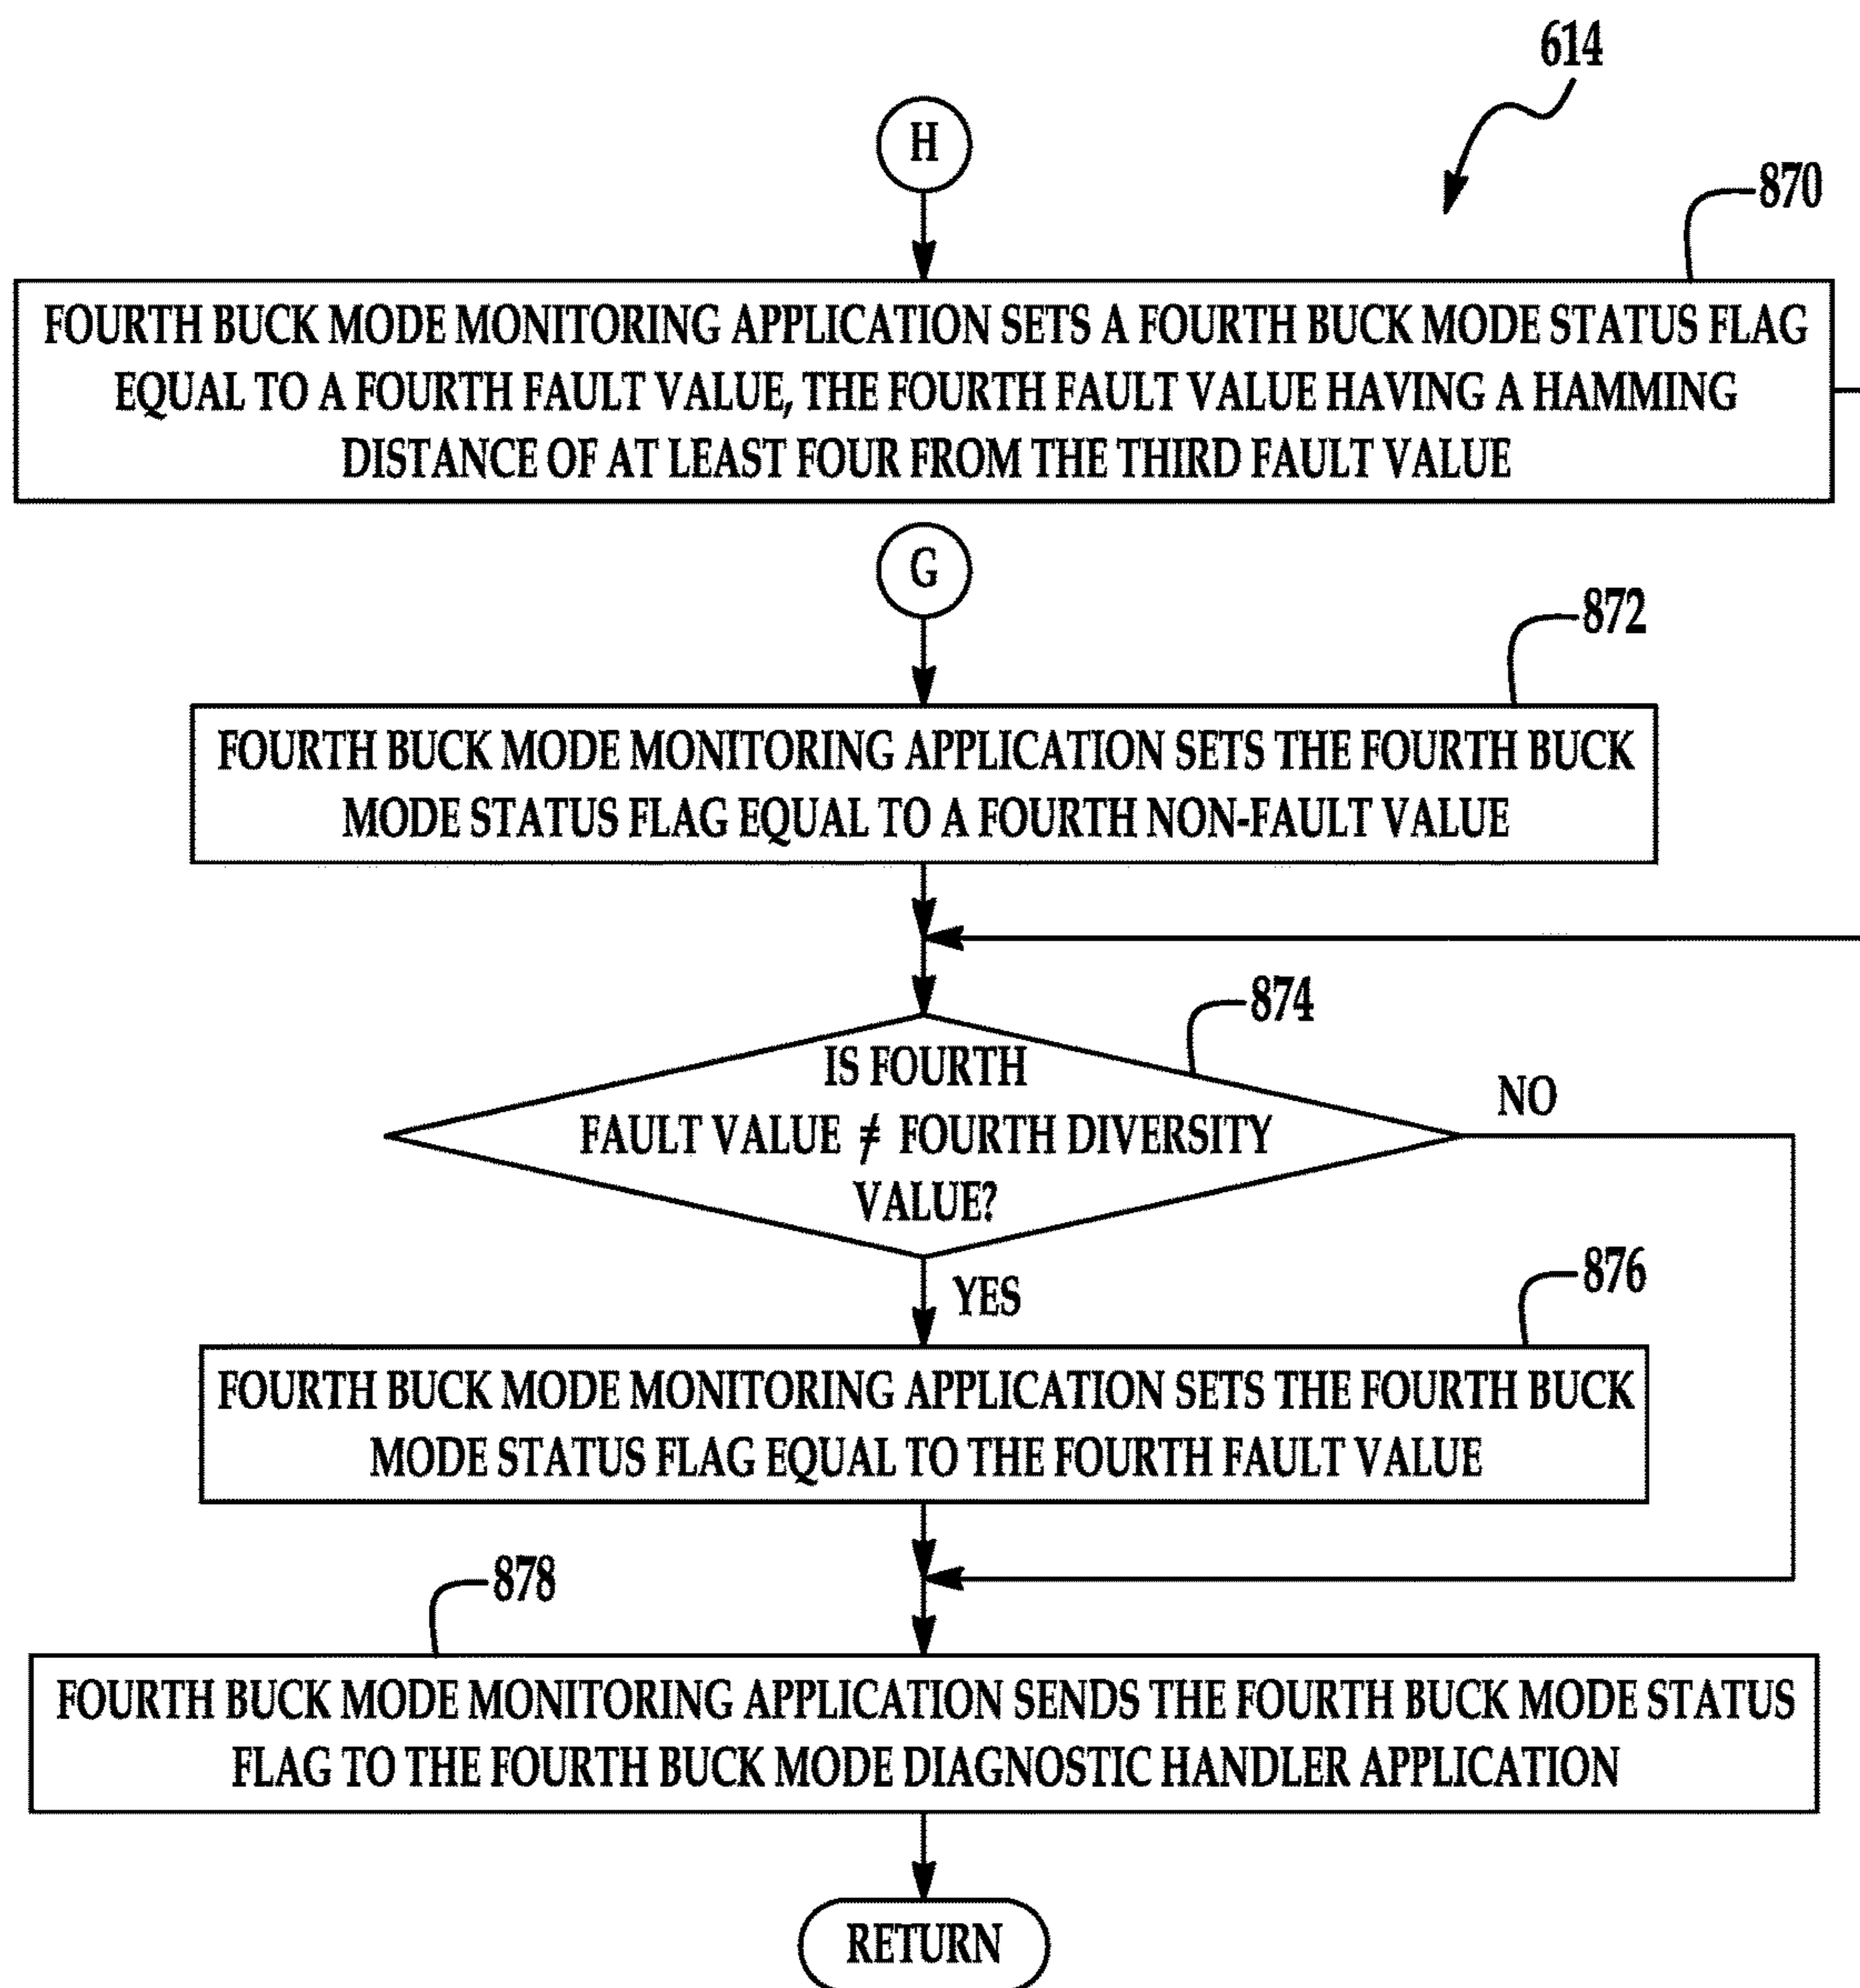 614
H
870
FOURTH BUCK MODE MONITORING APPLICATION SETS A FOURTH BUCK MODE STATUS FLAG
EQUAL TO A FOURTH FAULT VALUE, THE FOURTH FAULT VALUE HAVING A HAMMING
DISTANCE OF AT LEAST FOUR FROM THE THIRD FAULT VALUE
G
872
FOURTH BUCK MODE MONITORING APPLICATION SETS THE FOURTH BUCK
MODE STATUS FLAG EQUAL TO A FOURTH NON-FAULT VALUE
874
IS FOURTH
FAULT VALUE ≠ FOURTH DIVERSITY
VALUE?
NO
YES
876
FOURTH BUCK MODE MONITORING APPLICATION SETS THE FOURTH BUCK
MODE STATUS FLAG EQUAL TO THE FOURTH FAULT VALUE
878
FOURTH BUCK MODE MONITORING APPLICATION SENDS THE FOURTH BUCK MODE STATUS
FLAG TO THE FOURTH BUCK MODE DIAGNOSTIC HANDLER APPLICATION
RETURN